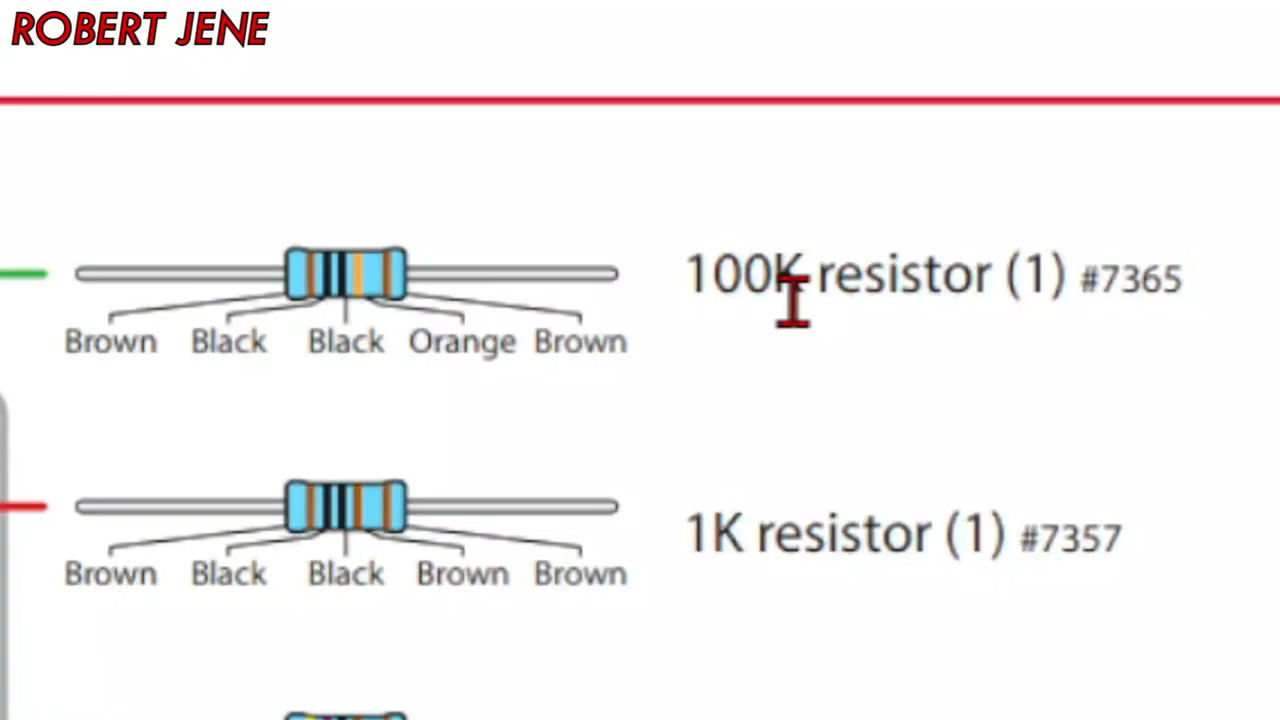 ROBERT JENE
100K resistor (1) #7365
Brown Black Black Orange Brown
1K resistor (1) #7357
Brown Black Black Brown Brown